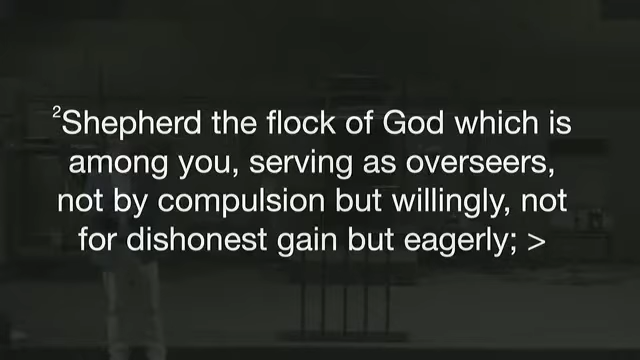 ²Shepherd the flock of God which is
among you, serving as overseers,
not by compulsion but willingly, not
for dishonest gain but eagerly; >